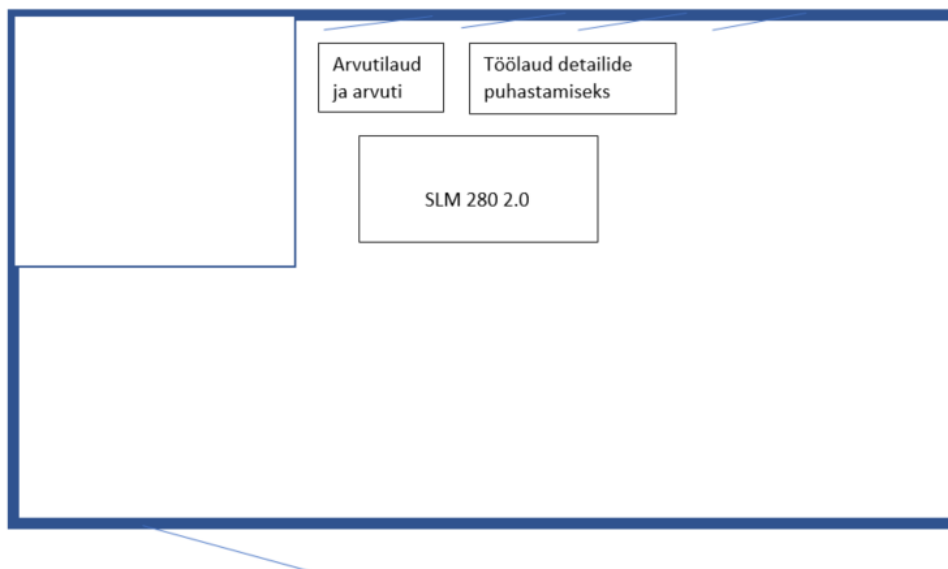 Arvutilaud
ja arvuti
Töölaud detailide
puhastamiseks
SLM 280 2.0